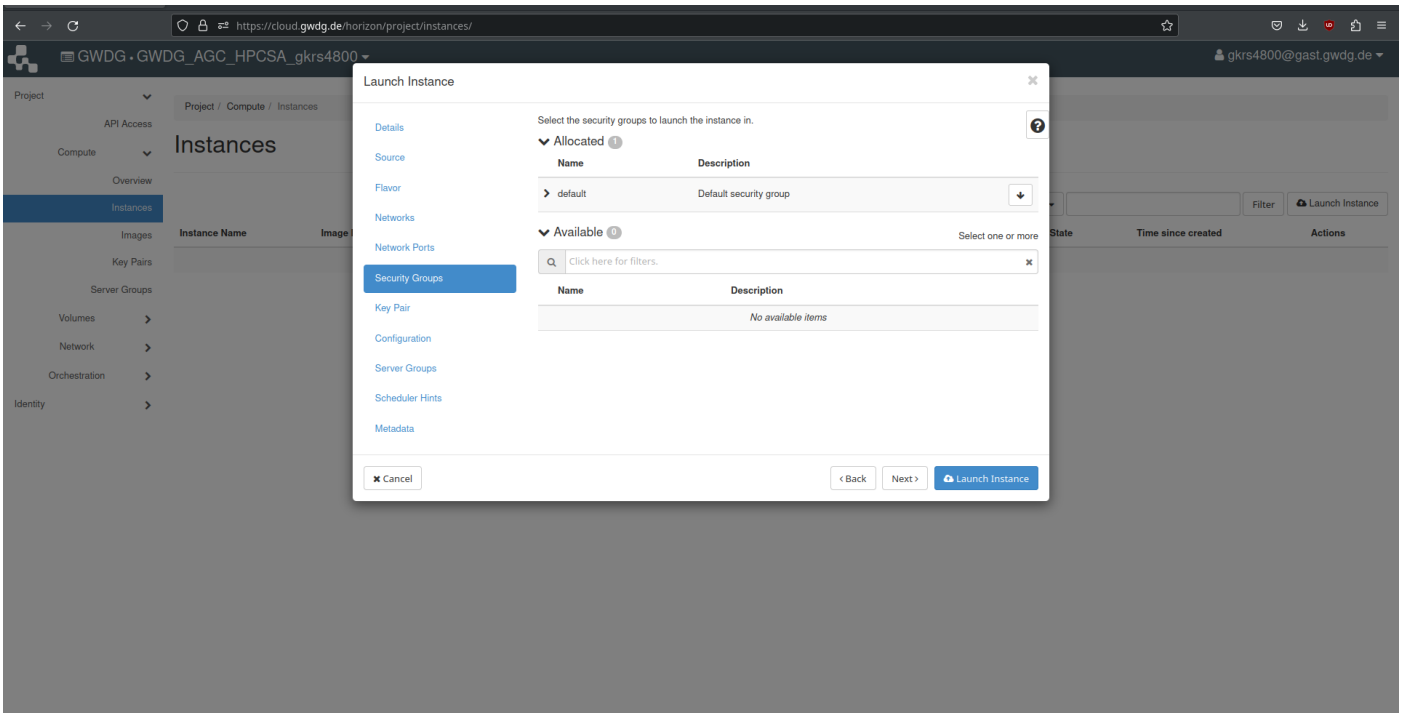 https://cloud.gwdg.de/horizon/project/instances/
GWDG • GWDG_AGC_HPCSA_gkrs4800
gkrs4800@gast.gwdg.de
Project
API Access
Compute
Overview
Instances
Images
Key Pairs
Server Groups
Volumes
Network
Orchestration
Identity
Project / Compute / Instances
Instances
Filter
Launch Instance
Instance Name
Image
State
Time since created
Actions
Launch Instance
Details
Source
Flavor
Networks
Network Ports
Security Groups
Key Pair
Configuration
Server Groups
Scheduler Hints
Metadata
Select the security groups to launch the instance in.
Allocated 1
Name Description
default Default security group
Available 0
Select one or more
Click here for filters.
Name Description
No available items
Cancel
Back
Next
Launch Instance